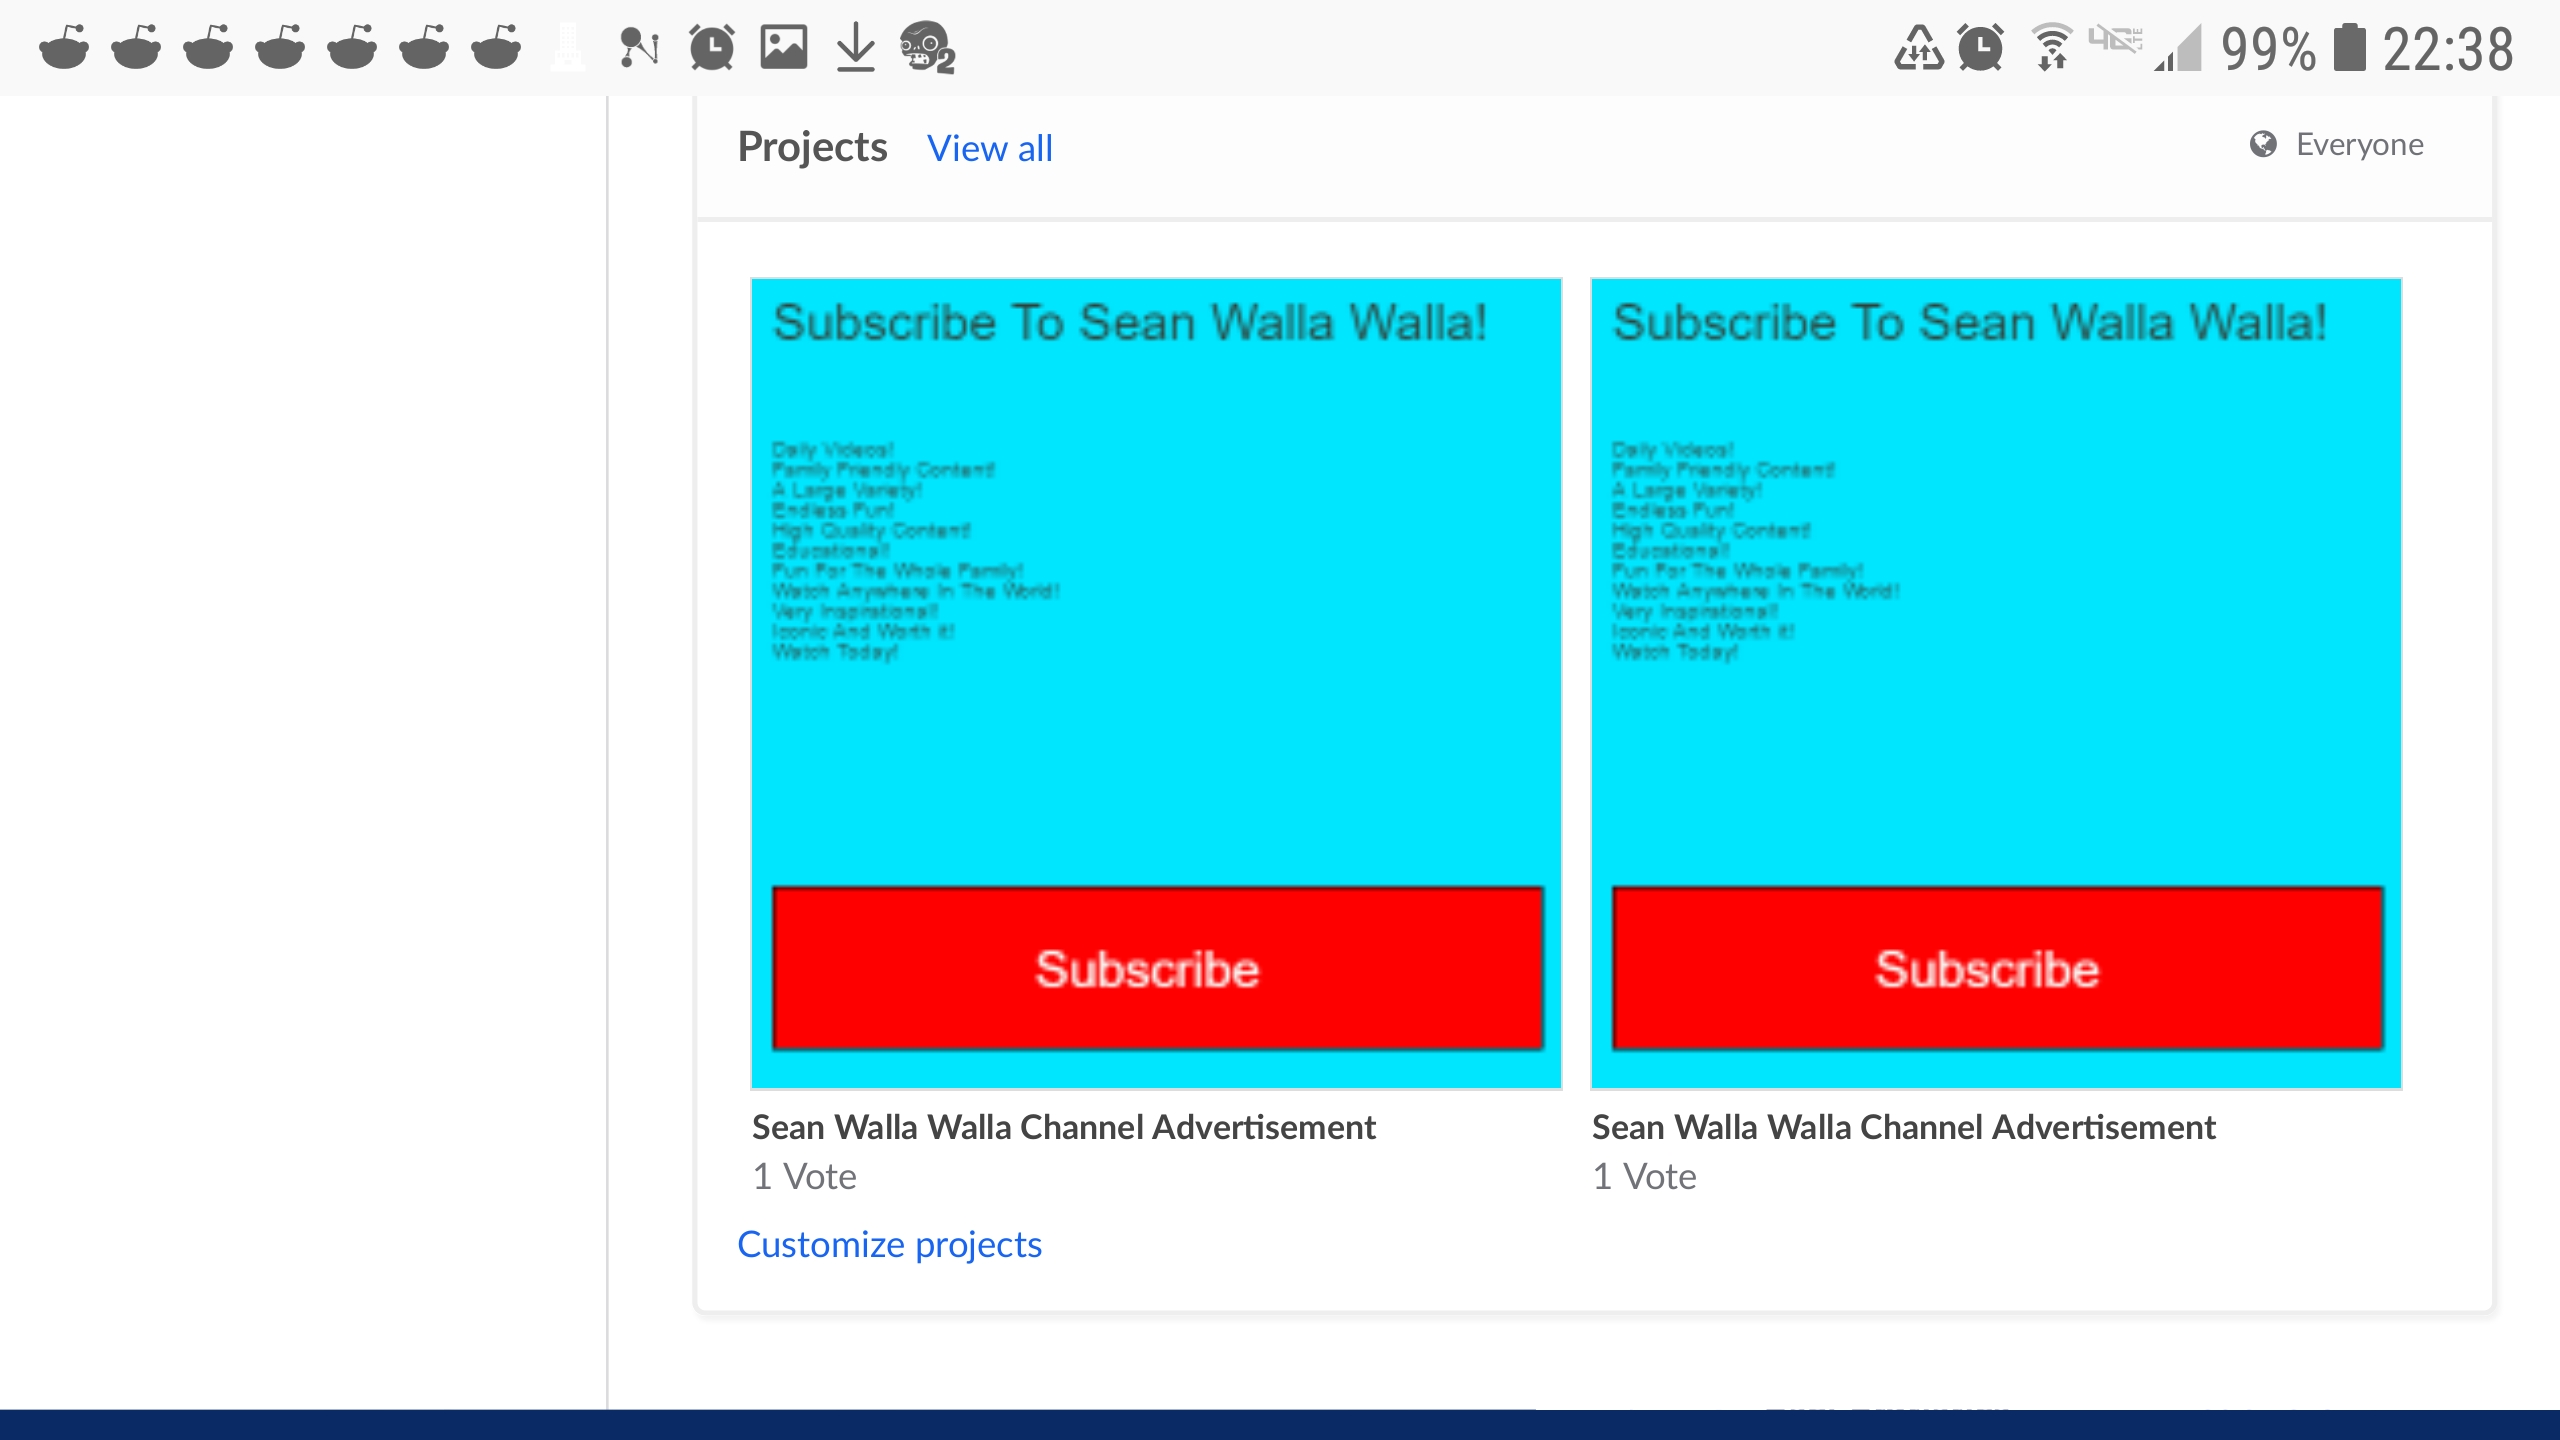 99% 22:38
Projects View all Everyone
Subscribe To Sean Walla Walla!
Daily Videos!
Family Friendly Content!
A Large Variety!
Endless Fun!
High Quality Content!
Educational!
Fun For The Whole Family!
Watch Anywhere In The World!
Very Inspirational!
Iconic And Worth it!
Watch Today!
Subscribe
Sean Walla Walla Channel Advertisement
1 Vote
Subscribe To Sean Walla Walla!
Daily Videos!
Family Friendly Content!
A Large Variety!
Endless Fun!
High Quality Content!
Educational!
Fun For The Whole Family!
Watch Anywhere In The World!
Very Inspirational!
Iconic And Worth it!
Watch Today!
Subscribe
Sean Walla Walla Channel Advertisement
1 Vote
Customize projects